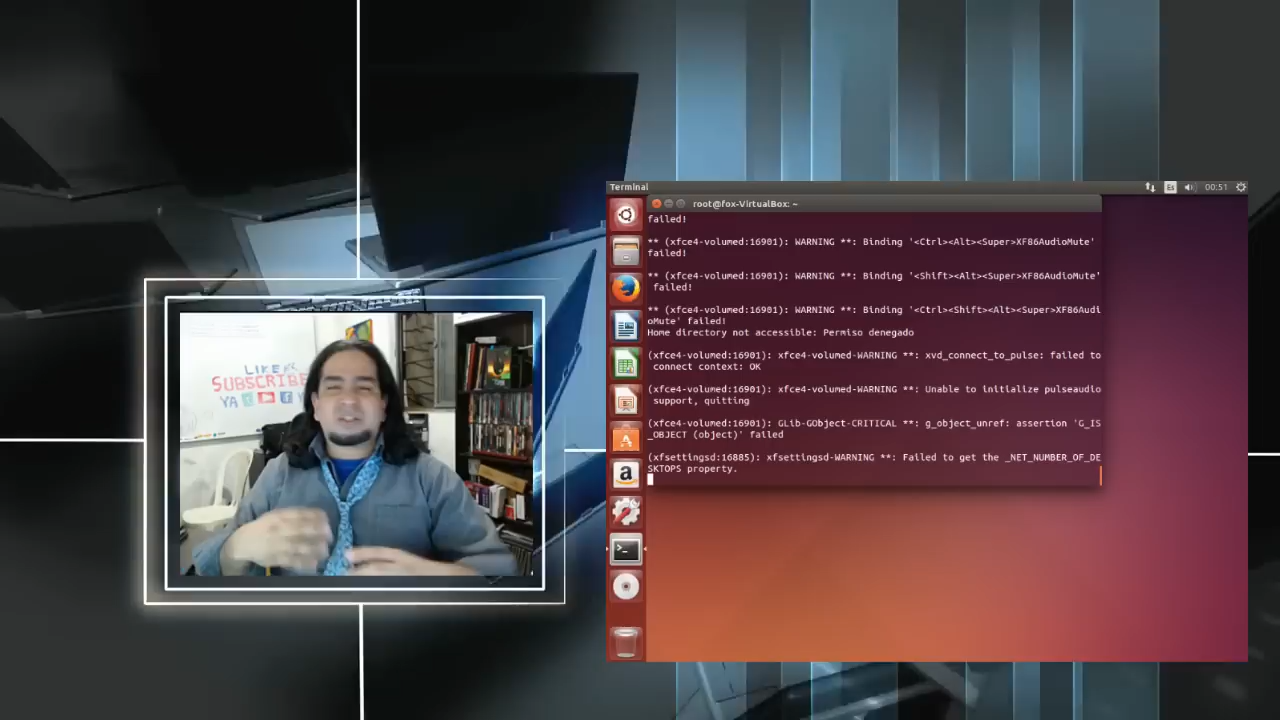 LIKE
SUBSCRIBE
YA
f
Terminal
Es
00:51
root@fox-VirtualBox: ~
failed!
** (xfce4-volumed:16901): WARNING **: Binding '<Ctrl><Alt><Super>XF86AudioMute'
failed!
** (xfce4-volumed:16901): WARNING **: Binding '<Shift><Alt><Super>XF86AudioMute'
failed!
** (xfce4-volumed:16901): WARNING **: Binding '<Ctrl><Shift><Alt><Super>XF86Audi
oMute' failed!
Home directory not accessible: Permiso denegado
(xfce4-volumed:16901): xfce4-volumed-WARNING **: xvd_connect_to_pulse: failed to
connect context: OK
(xfce4-volumed:16901): xfce4-volumed-WARNING **: Unable to initialize pulseaudio
support, quitting
(xfce4-volumed:16901): GLib-GObject-CRITICAL **: g_object_unref: assertion 'G_IS
_OBJECT (object)' failed
(xfsettingsd:16885): xfsettingsd-WARNING **: Failed to get the _NET_NUMBER_OF_DE
SKTOPS property.
a